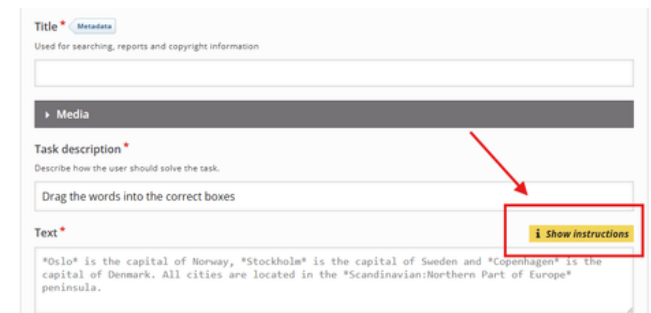 Title * Metadata
Used for searching, reports and copyright information
Media
Task description *
Describe how the user should solve the task.
Drag the words into the correct boxes
Text *
i Show instructions
*Oslo* is the capital of Norway, *Stockholm* is the capital of Sweden and *Copenhagen* is the
capital of Denmark. All cities are located in the *Scandinavian:Northern Part of Europe*
peninsula.